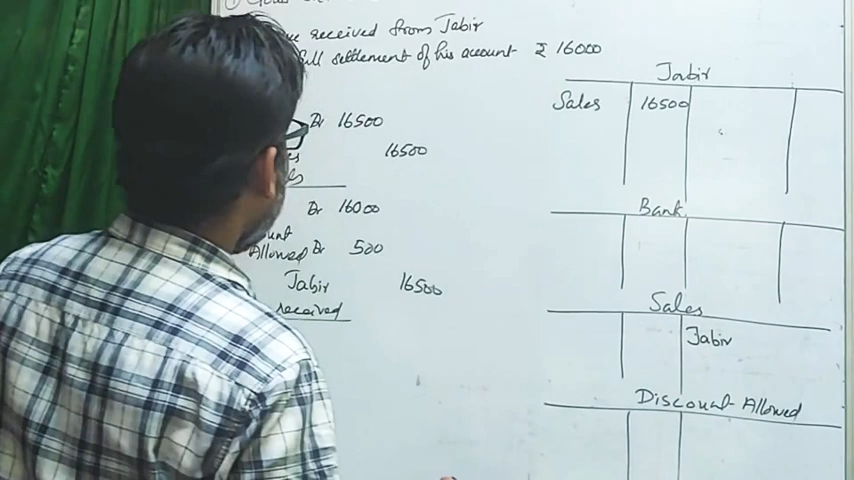 received from Jabir
full settlement of his account ₹ 16000
Dr 16500
16500
Dr 16000
Allowed Dr 500
Jabir 16500
received
Jabir
Sales 16500
Bank
Sales
Jabir
Discount Allowed